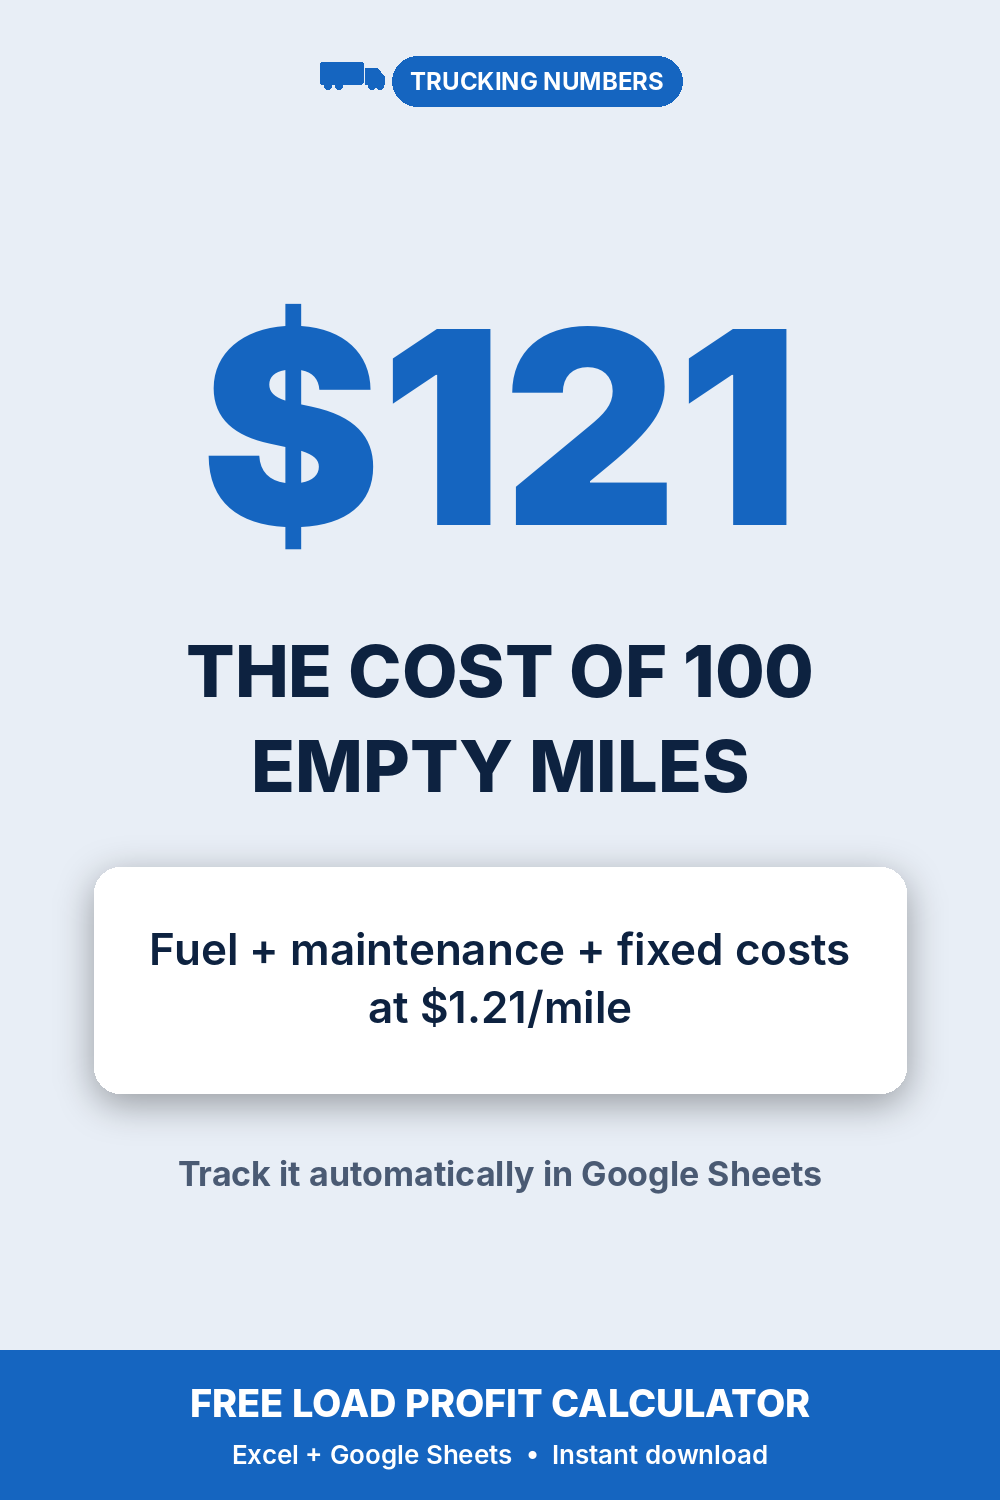 TRUCKING NUMBERS
$121
THE COST OF 100
EMPTY MILES
Fuel + maintenance + fixed costs
at $1.21/mile
Track it automatically in Google Sheets
FREE LOAD PROFIT CALCULATOR
Excel + Google Sheets • Instant download